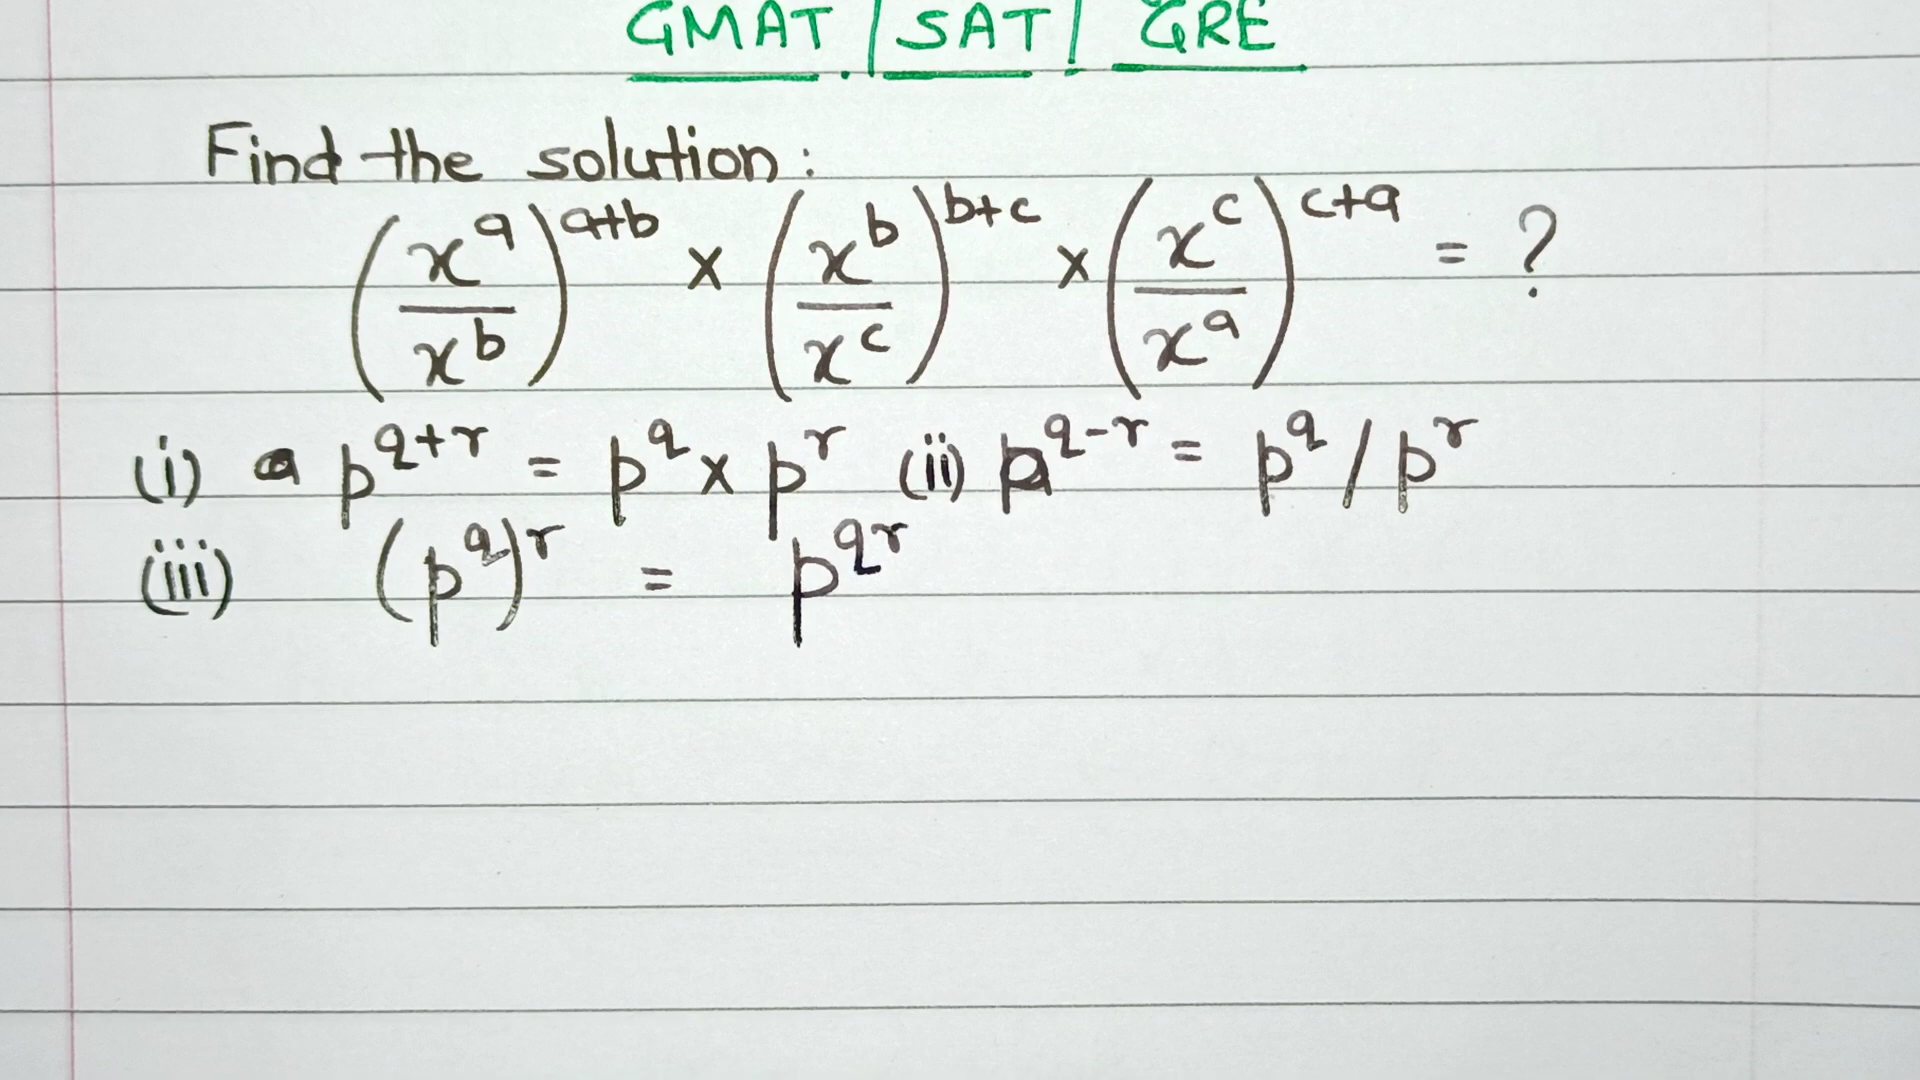 GMAT / SAT / GRE
Find the solution :
(x^a / x^b)^(a+b) × (x^b / x^c)^(b+c) × (x^c / x^a)^(c+a) = ?
(i) p^(q+r) = p^q × p^r (ii) p^(q-r) = p^q / p^r
(iii) (p^q)^r = p^(qr)